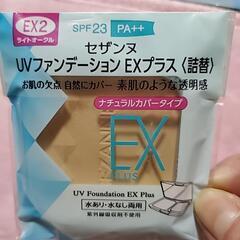 EX2
ライトオークル
SPF23 PA++
セザンヌ
UVファンデーション EXプラス〈詰替〉
お肌の欠点 自然にカバー 素肌のような透明感
ナチュラルカバータイプ
EX
PLUS
UV Foundation EX Plus
水あり・水なし両用
紫外線吸収剤不使用